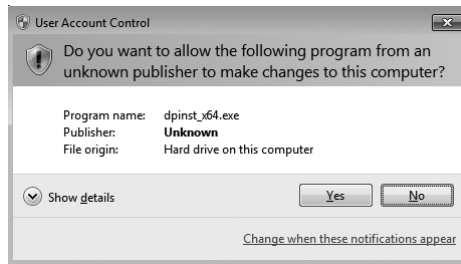 User Account Control
Do you want to allow the following program from an
unknown publisher to make changes to this computer?
Program name: dpinst_x64.exe
Publisher: Unknown
File origin: Hard drive on this computer
Show details
Yes
No
Change when these notifications appear